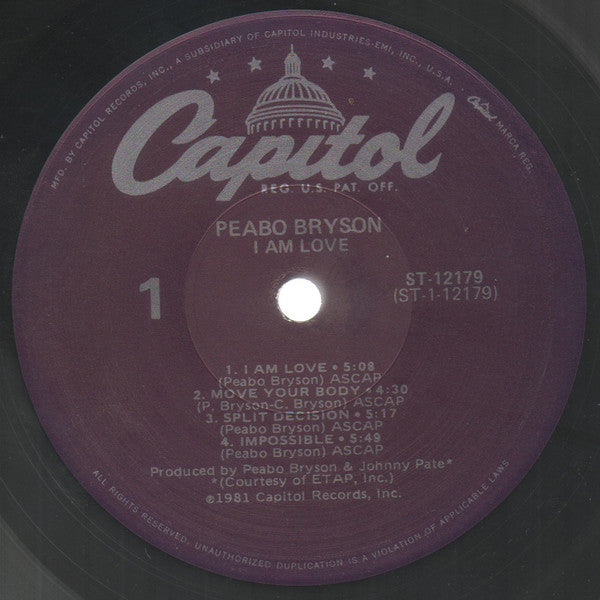 MFD. BY CAPITOL RECORDS, INC., A SUBSIDIARY OF CAPITOL INDUSTRIES-EMI, INC., U.S.A.
Capitol MARCA REG.
Capitol
REG. U.S. PAT. OFF.
PEABO BRYSON
I AM LOVE
1
ST-12179
(ST-1-12179)
1. I AM LOVE • 5:08
(Peabo Bryson) ASCAP
2. MOVE YOUR BODY • 4:30
(P. Bryson-C. Bryson) ASCAP
3. SPLIT DECISION • 5:17
(Peabo Bryson) ASCAP
4. IMPOSSIBLE • 5:49
(Peabo Bryson) ASCAP
Produced by Peabo Bryson & Johnny Pate*
*(Courtesy of ETAP, Inc.)
℗1981 Capitol Records, Inc.
ALL RIGHTS RESERVED. UNAUTHORIZED DUPLICATION IS A VIOLATION OF APPLICABLE LAWS